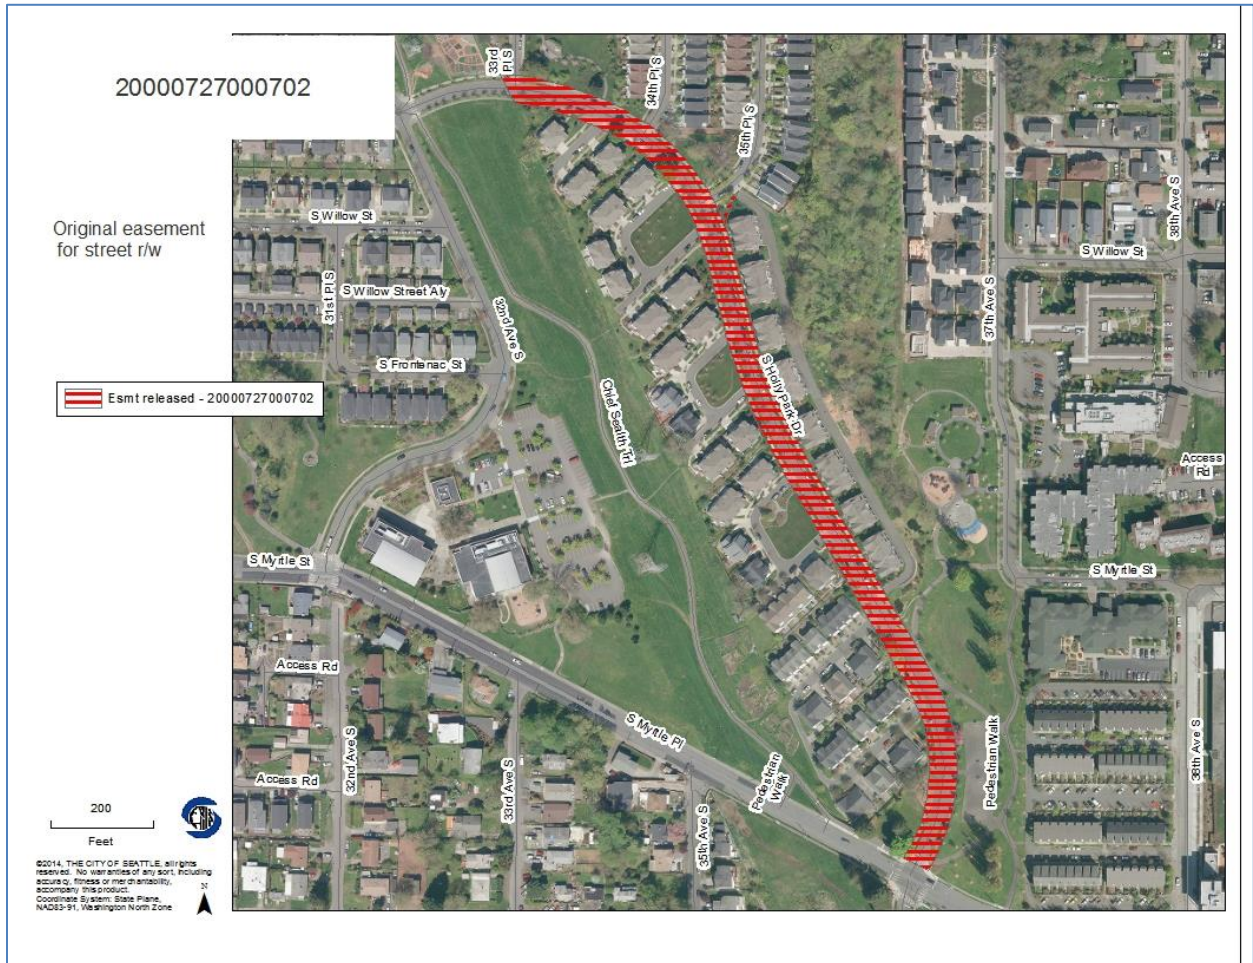 20000727000702
Original easement
for street r/w
Esmt released - 20000727000702
33rd
Pl S
34th Pl S
35th Pl S
S Willow St
31st Pl S
S Willow Street Aly
32nd Ave S
S Frontenac St
Chief Sealth Trl
S Holly Park Dr
37th Ave S
38th Ave S
S Willow St
Access
Rd
S Myrtle St
S Myrtle St
Access Rd
32nd Ave S
S Myrtle Pl
33rd Ave S
Pedestrian
Walk
Pedestrian Walk
38th Ave S
Access Rd
35th Ave S
200
Feet
©2014, THE CITY OF SEATTLE, all rights
reserved. No warranties of any sort, including
accuracy, fitness or merchantability,
accompany this product.
Coordinate System: State Plane,
NAD83-91, Washington North Zone
N